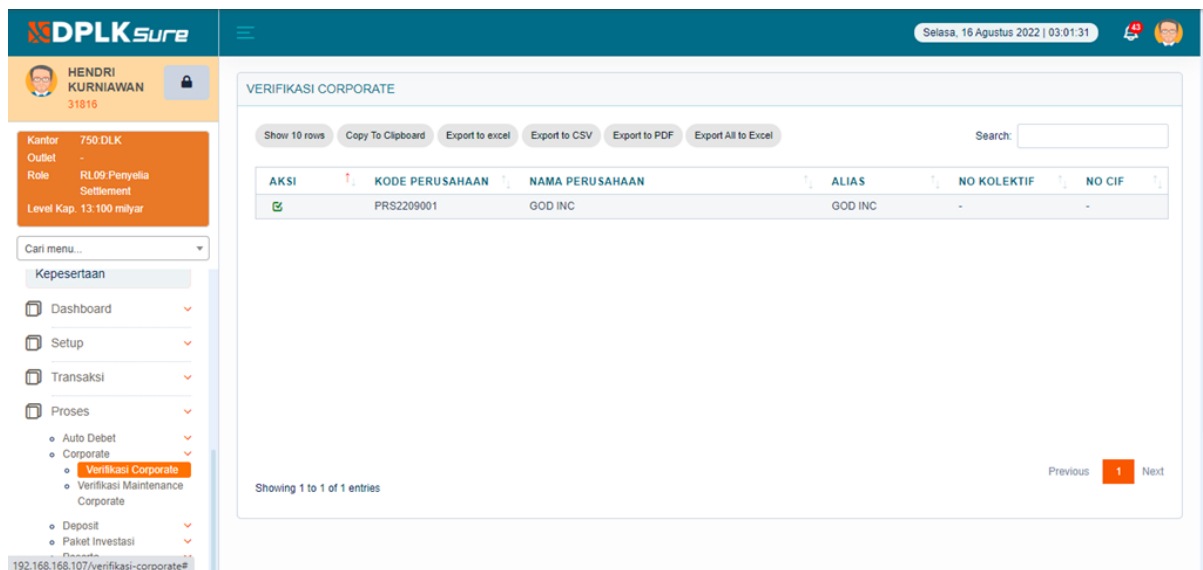 DPLKSure
Selasa, 16 Agustus 2022 | 03:01:31
43
HENDRI
KURNIAWAN
31816
Kantor 750:DLK
Outlet -
Role RL09:Penyelia
Settlement
Level Kap. 13:100 milyar
Cari menu...
Kepesertaan
Dashboard
Setup
Transaksi
Proses
Auto Debet
Corporate
Verifikasi Corporate
Verifikasi Maintenance
Corporate
Deposit
Paket Investasi
192.168.168.107/verifikasi-corporate#
VERIFIKASI CORPORATE
Show 10 rows Copy To Clipboard Export to excel Export to CSV Export to PDF Export All to Excel Search:
AKSI KODE PERUSAHAAN NAMA PERUSAHAAN ALIAS NO KOLEKTIF NO CIF
PRS2209001 GOD INC GOD INC - -
Previous 1 Next
Showing 1 to 1 of 1 entries